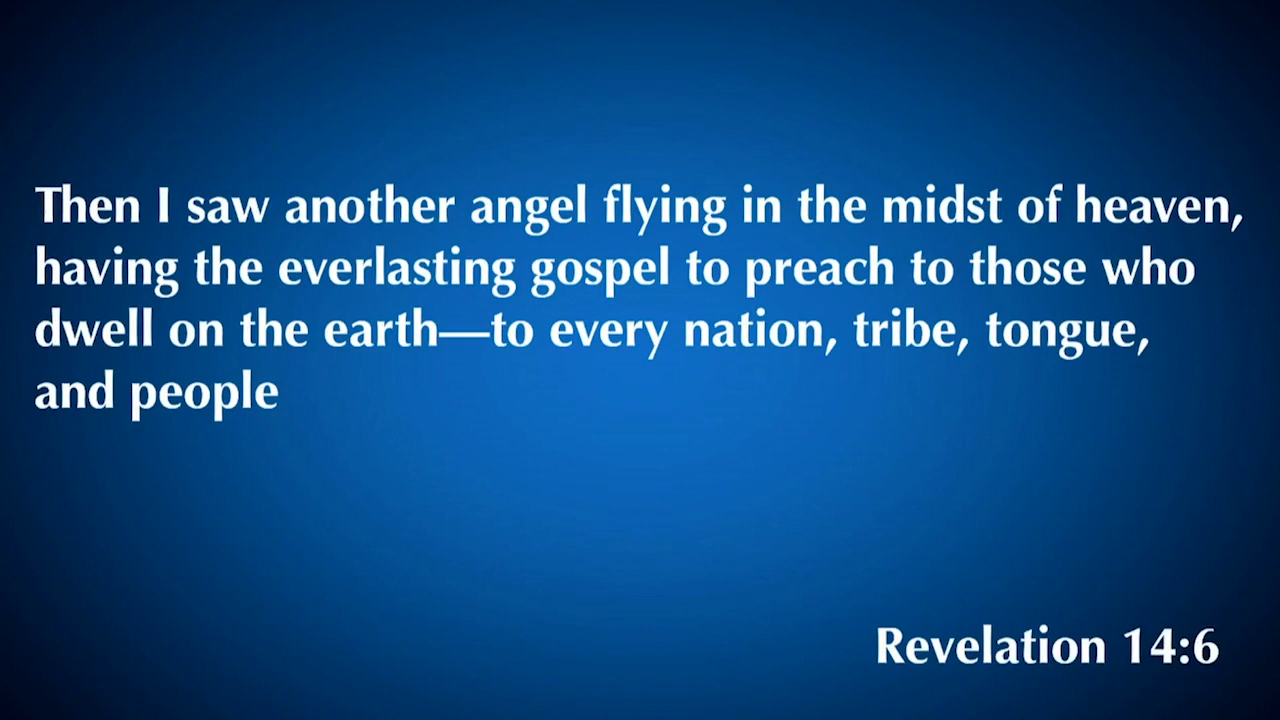 Then I saw another angel flying in the midst of heaven,
having the everlasting gospel to preach to those who
dwell on the earth—to every nation, tribe, tongue,
and people
Revelation 14:6